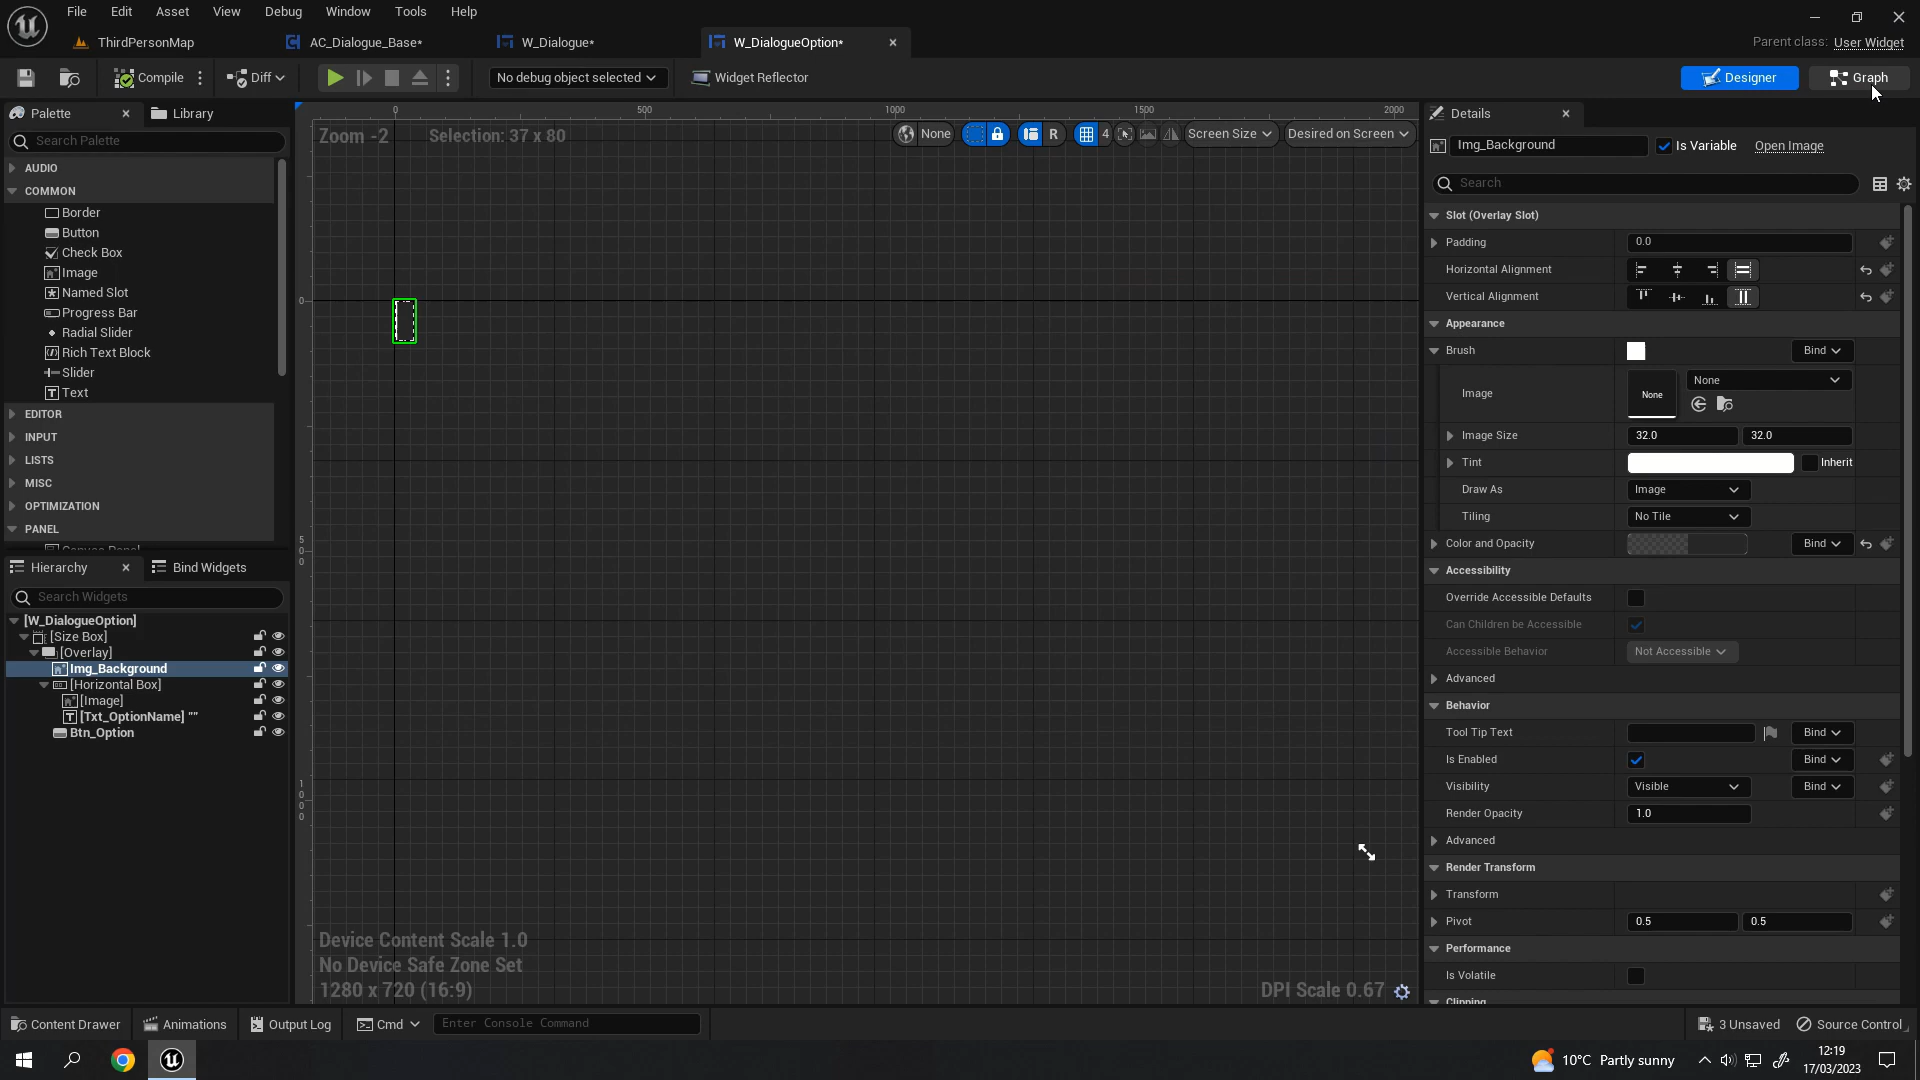 File Edit Asset View Debug Window Tools Help
ThirdPersonMap AC_Dialogue_Base* W_Dialogue* W_DialogueOption* Parent class: User Widget
Compile Diff No debug object selected Widget Reflector Designer Graph
Palette Library
Search Palette
AUDIO
COMMON
Border
Button
Check Box
Image
Named Slot
Progress Bar
Radial Slider
Rich Text Block
Slider
Text
EDITOR
INPUT
LISTS
MISC
OPTIMIZATION
PANEL
Canvas Panel
Hierarchy Bind Widgets
Search Widgets
[W_DialogueOption]
[Size Box]
[Overlay]
Img_Background
[Horizontal Box]
[Image]
[Txt_OptionName] ""
Btn_Option
0 500 1000 1500 2000
Zoom -2 Selection: 37 x 80 None R 4 Screen Size Desired on Screen
0
500
1000
Device Content Scale 1.0
No Device Safe Zone Set
1280 x 720 (16:9) DPI Scale 0.67
Details
Img_Background Is Variable Open Image
Search
Slot (Overlay Slot)
Padding 0.0
Horizontal Alignment
Vertical Alignment
Appearance
Brush Bind
Image None None
Image Size 32.0 32.0
Tint Inherit
Draw As Image
Tiling No Tile
Color and Opacity Bind
Accessibility
Override Accessible Defaults
Can Children be Accessible
Accessible Behavior Not Accessible
Advanced
Behavior
Tool Tip Text Bind
Is Enabled Bind
Visibility Visible Bind
Render Opacity 1.0
Advanced
Render Transform
Transform
Pivot 0.5 0.5
Performance
Is Volatile
Clipping
Content Drawer Animations Output Log Cmd Enter Console Command 3 Unsaved Source Control
10°C Partly sunny 12:19
17/03/2023